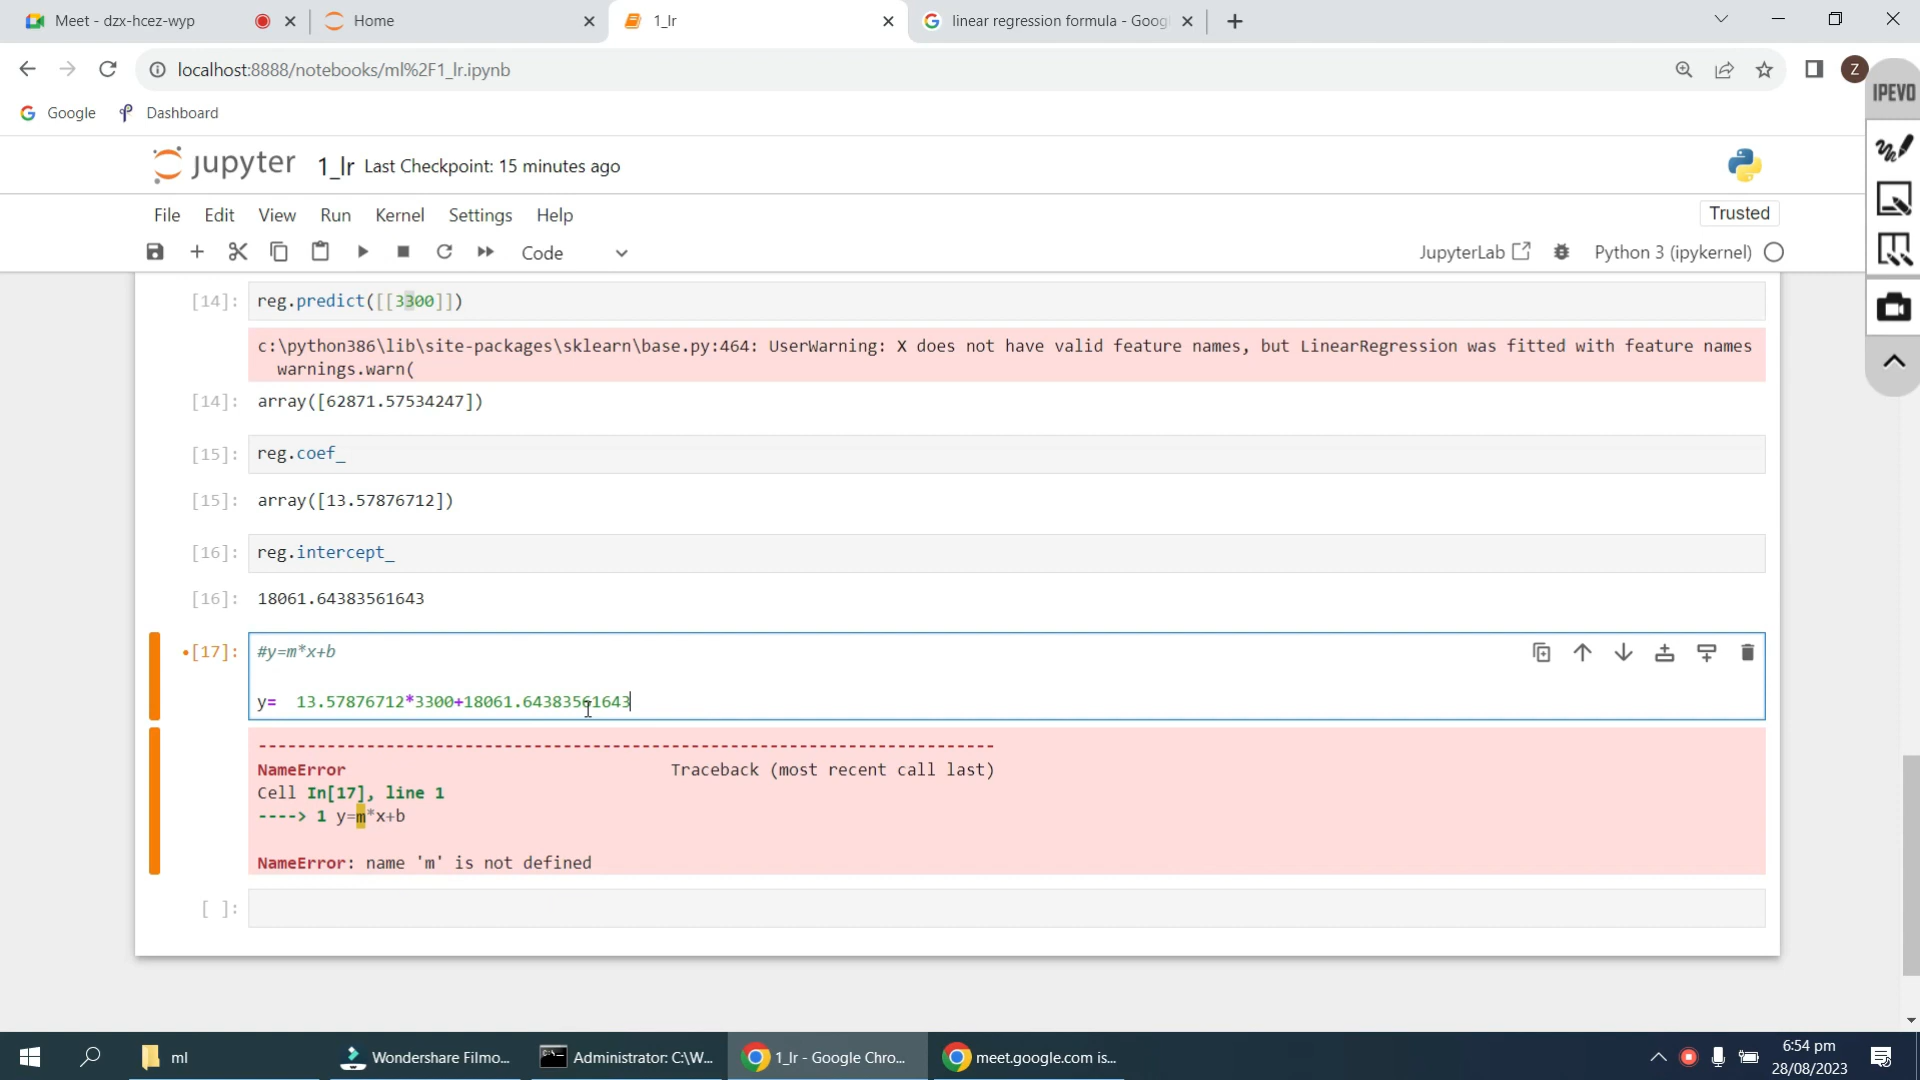 Meet - dzx-hcez-wyp
Home
1_lr
linear regression formula - Goog
localhost:8888/notebooks/ml%2F1_lr.ipynb
Z
IPEVO
Google
Dashboard
jupyter 1_lr Last Checkpoint: 15 minutes ago
File Edit View Run Kernel Settings Help
Trusted
Code
JupyterLab
Python 3 (ipykernel)
[14]: reg.predict([[3300]])
c:\python386\lib\site-packages\sklearn\base.py:464: UserWarning: X does not have valid feature names, but LinearRegression was fitted with feature names
warnings.warn(
[14]: array([62871.57534247])
[15]: reg.coef_
[15]: array([13.57876712])
[16]: reg.intercept_
[16]: 18061.64383561643
•[17]: #y=m*x+b
y=  13.57876712*3300+18061.64383561643
---------------------------------------------------------------------------
NameError                                 Traceback (most recent call last)
Cell In[17], line 1
----> 1 y=m*x+b
NameError: name 'm' is not defined
[ ]:
ml
Wondershare Filmo...
Administrator: C:\W...
1_lr - Google Chro...
meet.google.com is...
6:54 pm
28/08/2023